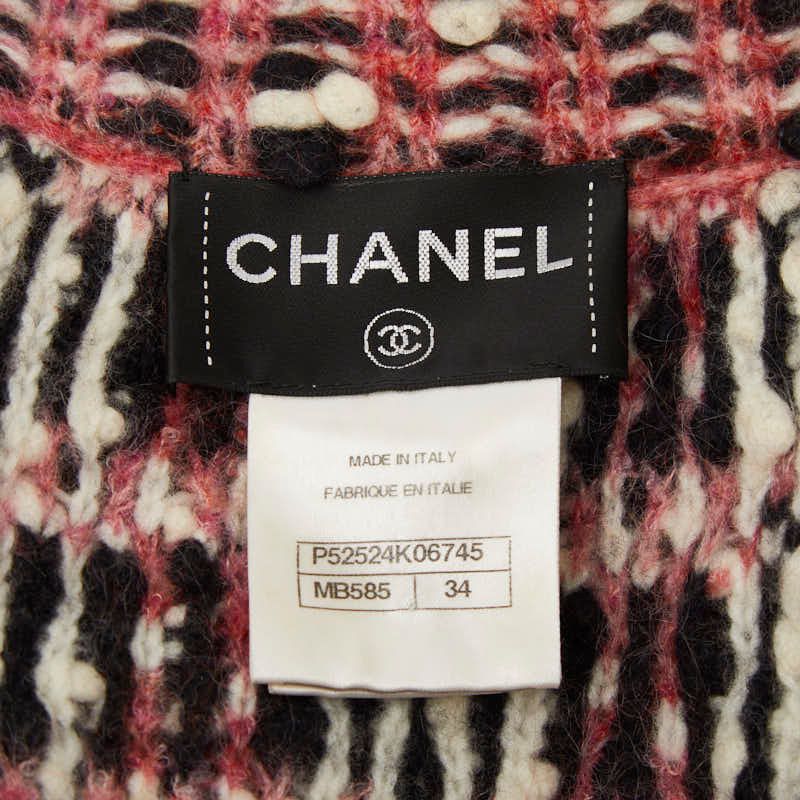 CHANEL
MADE IN ITALY
FABRIQUE EN ITALIE
P52524K06745
MB585 34